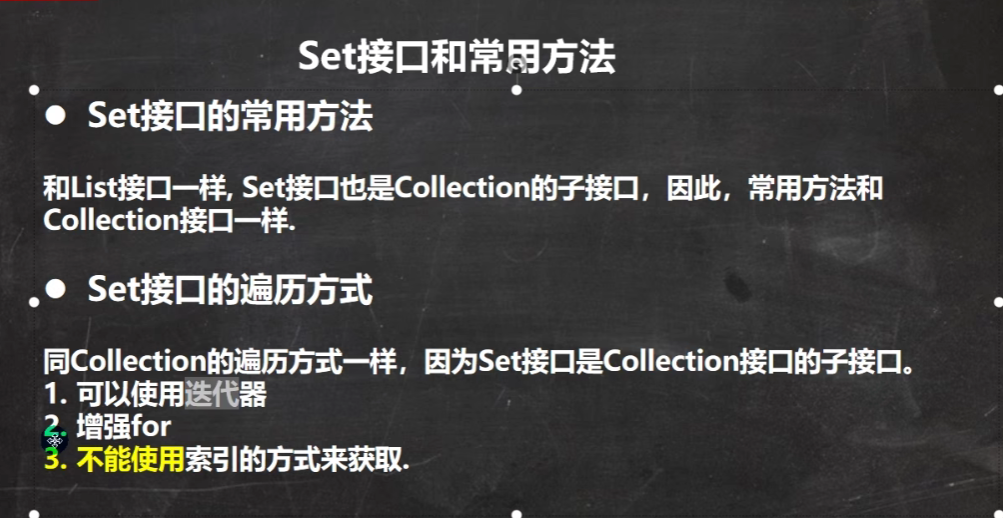 Set接口和常用方法
● Set接口的常用方法
和List接口一样, Set接口也是Collection的子接口，因此，常用方法和
Collection接口一样.
● Set接口的遍历方式
同Collection的遍历方式一样，因为Set接口是Collection接口的子接口。
1. 可以使用迭代器
2. 增强for
3. 不能使用索引的方式来获取.